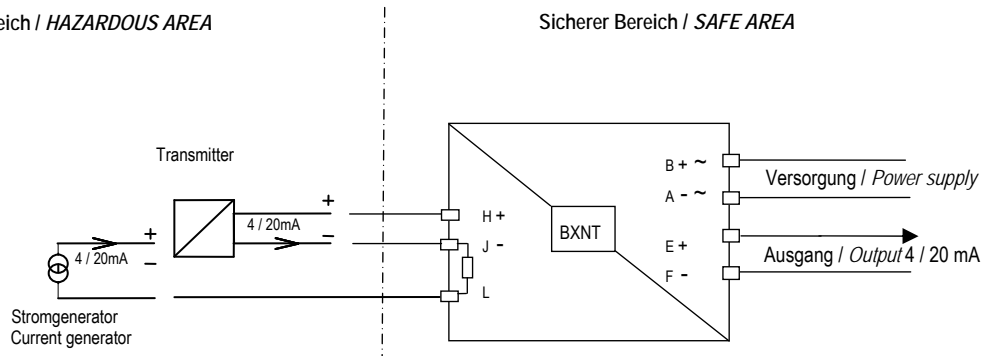 eich / HAZARDOUS AREA
Sicherer Bereich / SAFE AREA
Transmitter
B + ~
Versorgung / Power supply
A - ~
+
4 / 20mA
H +
+
4 / 20mA
−
J -
BXNT
E +
−
Ausgang / Output 4 / 20 mA
F -
L
Stromgenerator
Current generator